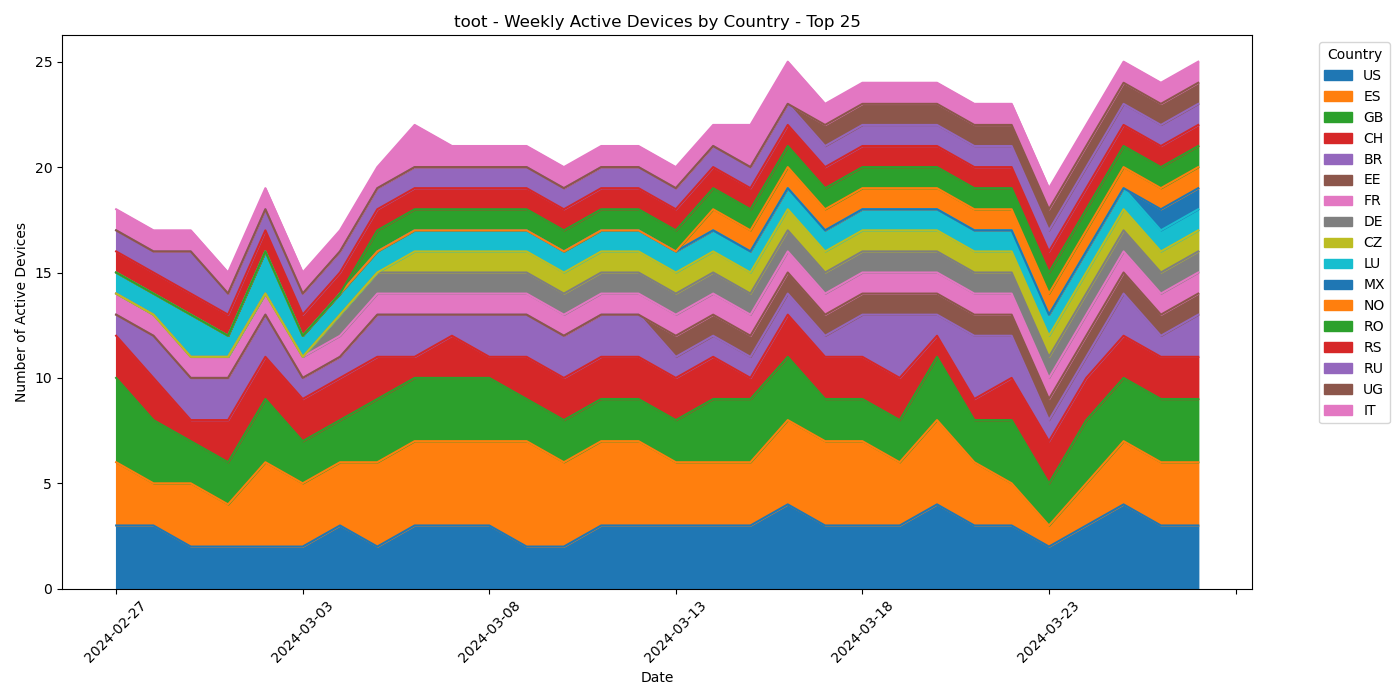 toot - Weekly Active Devices by Country - Top 25
Number of Active Devices
25
20
15
10
5
0
2024-02-27
2024-03-03
2024-03-08
2024-03-13
2024-03-18
2024-03-23
Date
Country
US
ES
GB
CH
BR
EE
FR
DE
CZ
LU
MX
NO
RO
RS
RU
UG
IT